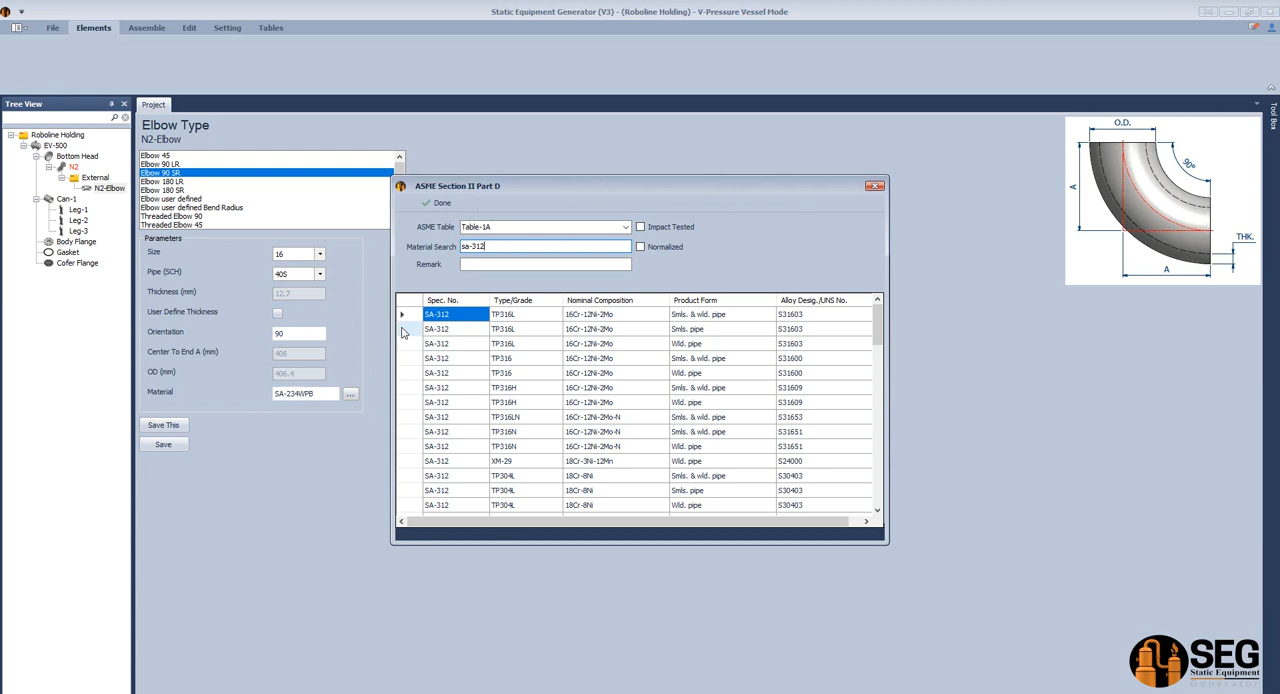 Static Equipment Generator (V3) - (Roboline Holding) - V-Pressure Vessel Mode
File Elements Assemble Edit Setting Tables
Tree View
Project
Tool Box
Roboline Holding
EV-500
Bottom Head
N2
External
N2-Elbow
Can-1
Leg-1
Leg-2
Leg-3
Body Flange
Gasket
Cofer Flange
Elbow Type
N2-Elbow
Elbow 45
Elbow 90 LR
Elbow 90 SR
Elbow 180 LR
Elbow 180 SR
Elbow user defined
Elbow user defined Bend Radius
Threaded Elbow 90
Threaded Elbow 45
Parameters
Size 16
Pipe (SCH) 40S
Thickness (mm) 12.7
User Define Thickness
Orientation 90
Center To End A (mm) 406
OD (mm) 406.4
Material SA-234WPB ...
Save This
Save
ASME Section II Part D
Done
ASME Table Table-1A Impact Tested
Material Search sa-312 Normalized
Remark
Spec. No. Type/Grade Nominal Composition Product Form Alloy Desig./UNS No.
SA-312 TP316L 16Cr-12Ni-2Mo Smls. & wld. pipe S31603
SA-312 TP316L 16Cr-12Ni-2Mo Smls. pipe S31603
SA-312 TP316L 16Cr-12Ni-2Mo Wld. pipe S31603
SA-312 TP316 16Cr-12Ni-2Mo Smls. & wld. pipe S31600
SA-312 TP316 16Cr-12Ni-2Mo Wld. pipe S31600
SA-312 TP316H 16Cr-12Ni-2Mo Smls. & wld. pipe S31609
SA-312 TP316H 16Cr-12Ni-2Mo Wld. pipe S31609
SA-312 TP316LN 16Cr-12Ni-2Mo-N Smls. & wld. pipe S31653
SA-312 TP316N 16Cr-12Ni-2Mo-N Smls. & wld. pipe S31651
SA-312 TP316N 16Cr-12Ni-2Mo-N Wld. pipe S31651
SA-312 XM-29 18Cr-3Ni-12Mn Wld. pipe S24000
SA-312 TP304L 18Cr-8Ni Smls. & wld. pipe S30403
SA-312 TP304L 18Cr-8Ni Smls. pipe S30403
SA-312 TP304L 18Cr-8Ni Wld. pipe S30403
O.D.
90°
A
THK.
A
SEG
Static Equipment
Generator